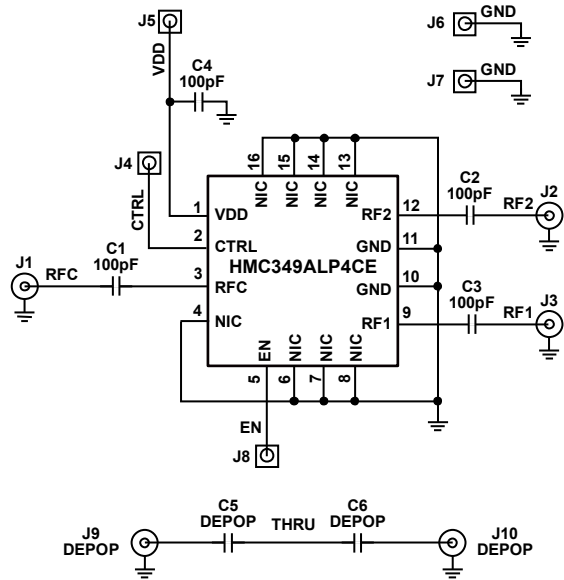 J5
J6
GND
VDD
C4
100pF
J7
GND
J4
CTRL
16
15
14
13
NIC
NIC
NIC
NIC
C2
100pF
RF2
J2
1
VDD
RF2
12
2
CTRL
GND
11
HMC349ALP4CE
J1
RFC
C1
100pF
3
RFC
GND
10
C3
100pF
RF1
J3
4
NIC
RF1
9
EN
NIC
NIC
NIC
5
6
7
8
EN
J8
J9
DEPOP
C5
DEPOP
THRU
C6
DEPOP
J10
DEPOP